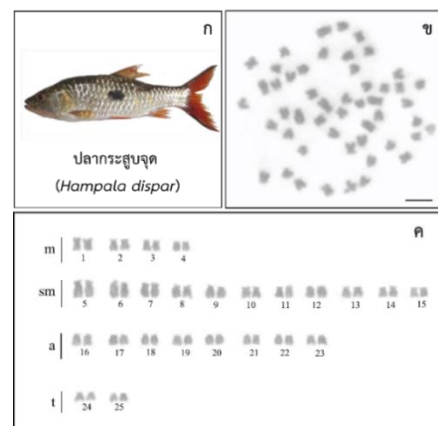 ก
ปลากระสูบจุด
(Hampala dispar)
ข
ค
m 1 2 3 4
sm 5 6 7 8 9 10 11 12 13 14 15
a 16 17 18 19 20 21 22 23
t 24 25